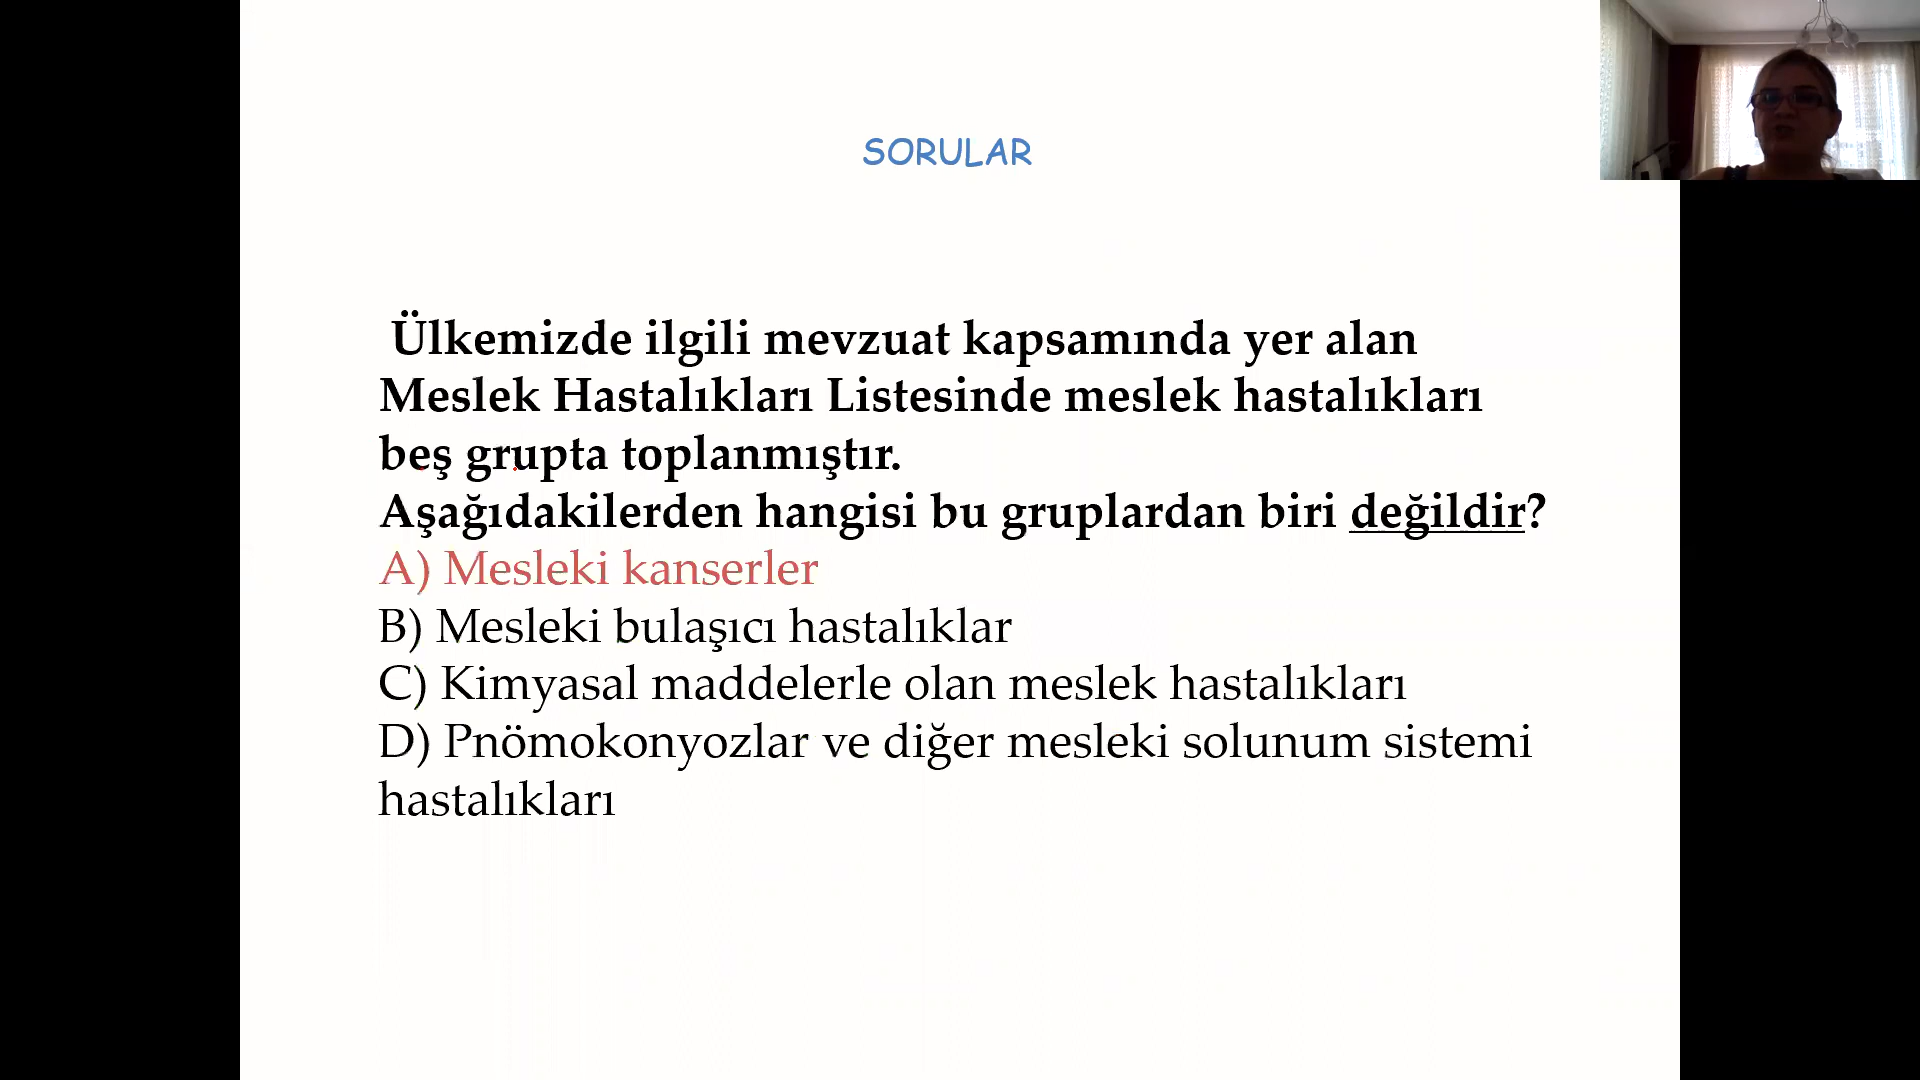 SORULAR
Ülkemizde ilgili mevzuat kapsamında yer alan
Meslek Hastalıkları Listesinde meslek hastalıkları
beş grupta toplanmıştır.
Aşağıdakilerden hangisi bu gruplardan biri değildir?
A) Mesleki kanserler
B) Mesleki bulaşıcı hastalıklar
C) Kimyasal maddelerle olan meslek hastalıkları
D) Pnömokonyozlar ve diğer mesleki solunum sistemi
hastalıkları